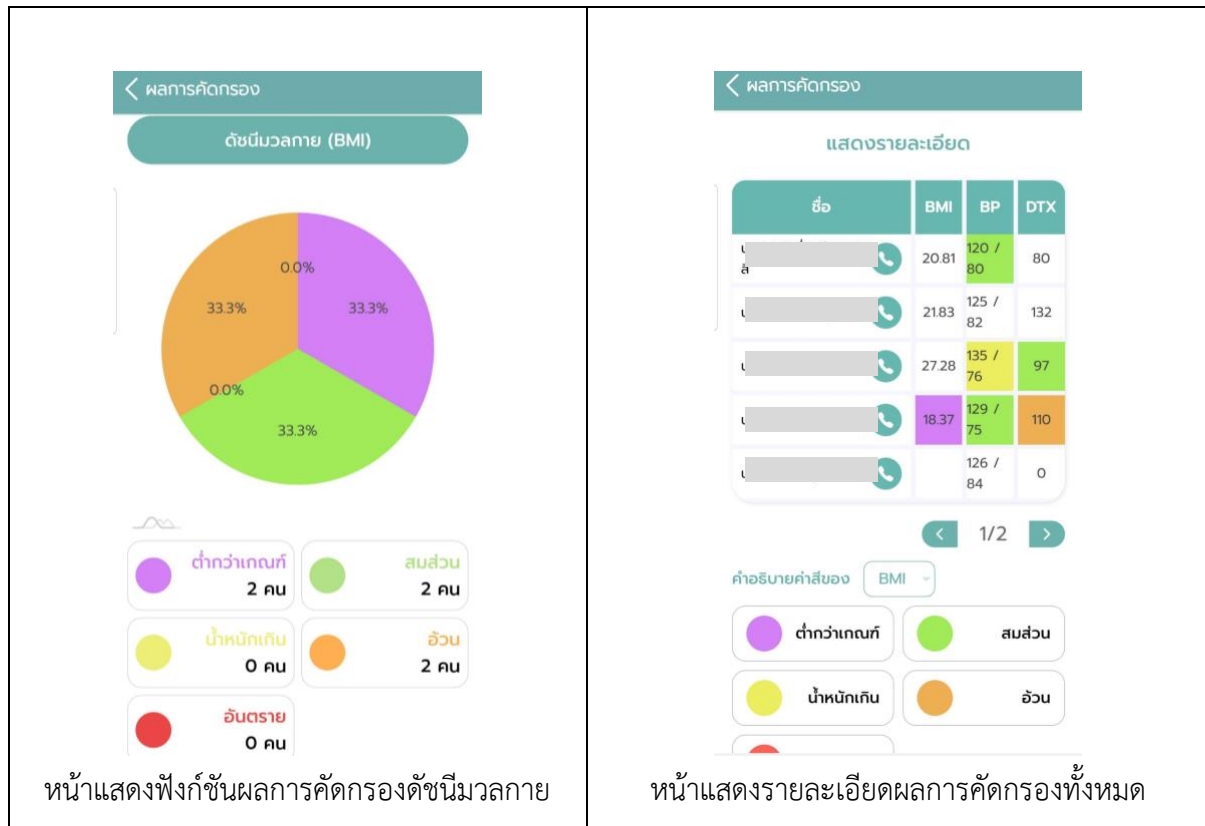 ผลการคัดกรอง
ดัชนีมวลกาย (BMI)
0.0%
33.3%
33.3%
0.0%
33.3%
ต่ำกว่าเกณฑ์
2 คน
สมส่วน
2 คน
น้ำหนักเกิน
0 คน
อ้วน
2 คน
อันตราย
0 คน
หน้าแสดงฟังก์ชันผลการคัดกรองดัชนีมวลกาย
ผลการคัดกรอง
แสดงรายละเอียด
ชื่อ BMI BP DTX
20.81 120 / 80 80
21.83 125 / 82 132
27.28 135 / 76 97
18.37 129 / 75 110
126 / 84 0
1/2
คำอธิบายค่าสีของ BMI
ต่ำกว่าเกณฑ์ สมส่วน
น้ำหนักเกิน อ้วน
หน้าแสดงรายละเอียดผลการคัดกรองทั้งหมด